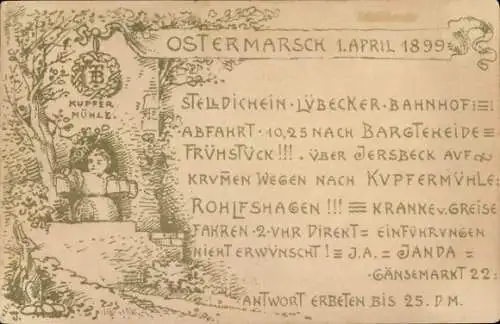 OSTERMARSCH 1. APRIL 1899
B
KUPFER
MÜHLE.
STELLDICHEIN · LÜBECKER · BAHNHOF!
ABFAHRT · 10,25 NACH BARGTEHEIDE
FRÜHSTÜCK!!! · ÜBER JERSBECK AUF
KRUM̄EN WEGEN NACH KUPFERMÜHLE:
ROHLFSHAGEN!!! KRANKE U. GREISE
FAHREN · 2 · UHR DIREKT = EINFÜHRUNGEN
NICHT ERWÜNSCHT! = J.A. = JANDA =
· GÄNSEMARKT 22.
ANTWORT ERBETEN BIS 25. D M.